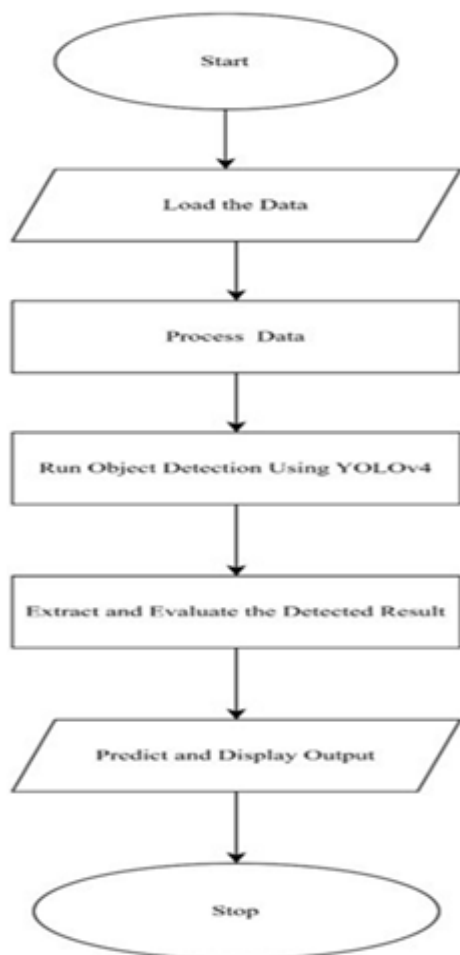 Start
Load the Data
Process Data
Run Object Detection Using YOLOv4
Extract and Evaluate the Detected Result
Predict and Display Output
Stop